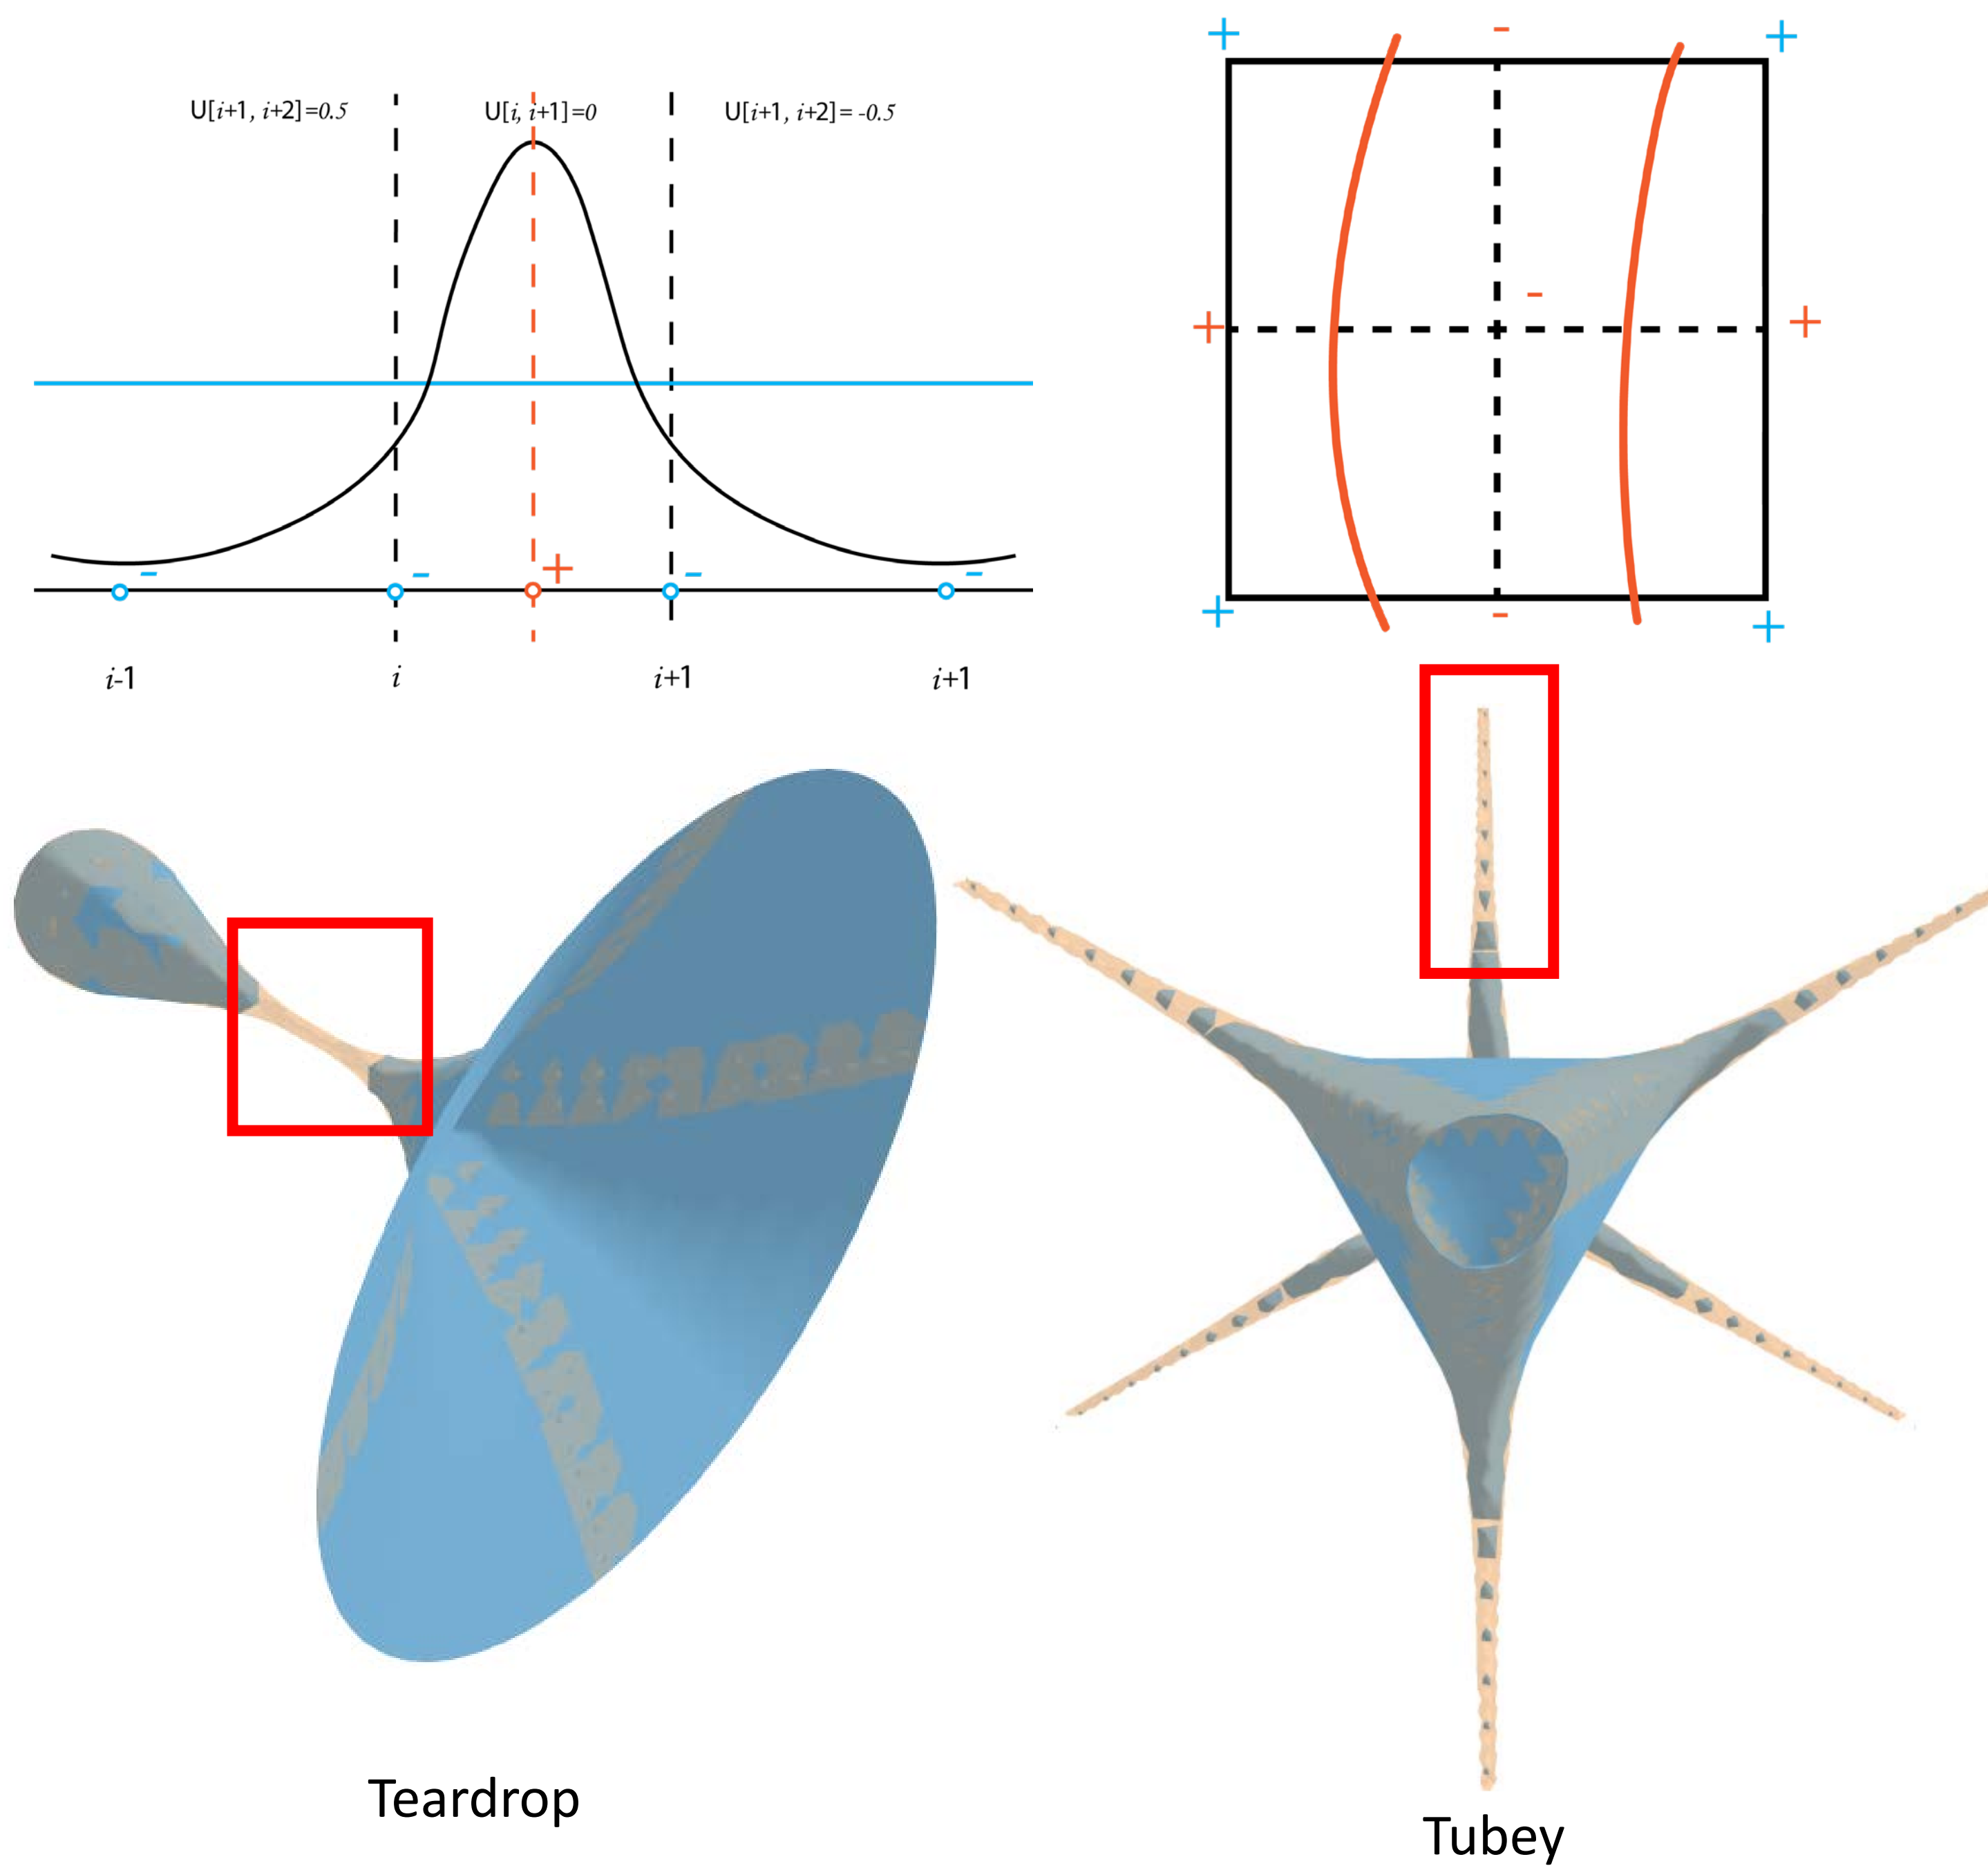 U[i+1, i+2]=0.5
U[i, i+1]=0
U[i+1, i+2]= -0.5
+ - +
+ - +
- - + - -
+ - +
i-1 i i+1 i+1
Teardrop
Tubey